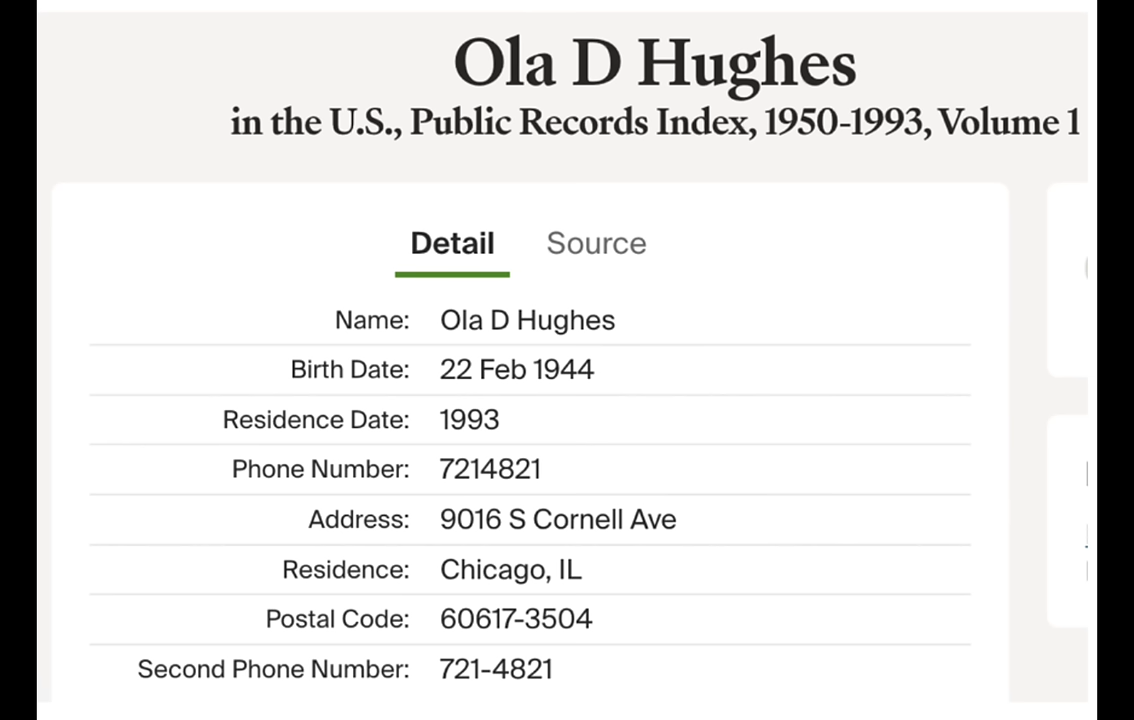 Ola D Hughes
in the U.S., Public Records Index, 1950-1993, Volume 1
Detail Source
Name: Ola D Hughes
Birth Date: 22 Feb 1944
Residence Date: 1993
Phone Number: 7214821
Address: 9016 S Cornell Ave
Residence: Chicago, IL
Postal Code: 60617-3504
Second Phone Number: 721-4821